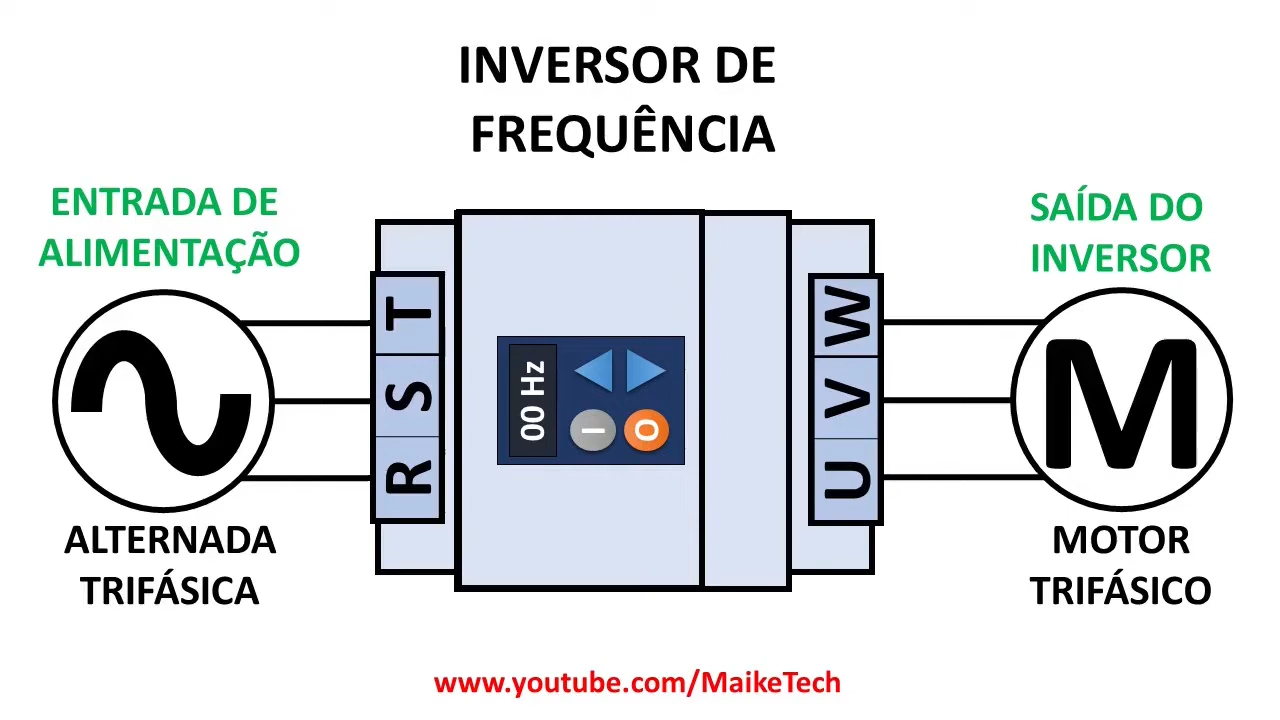 INVERSOR DE
FREQUÊNCIA
ENTRADA DE
ALIMENTAÇÃO
SAÍDA DO
INVERSOR
T
S
R
00 Hz
I
O
W
V
U
M
ALTERNADA
TRIFÁSICA
MOTOR
TRIFÁSICO
www.youtube.com/MaikeTech